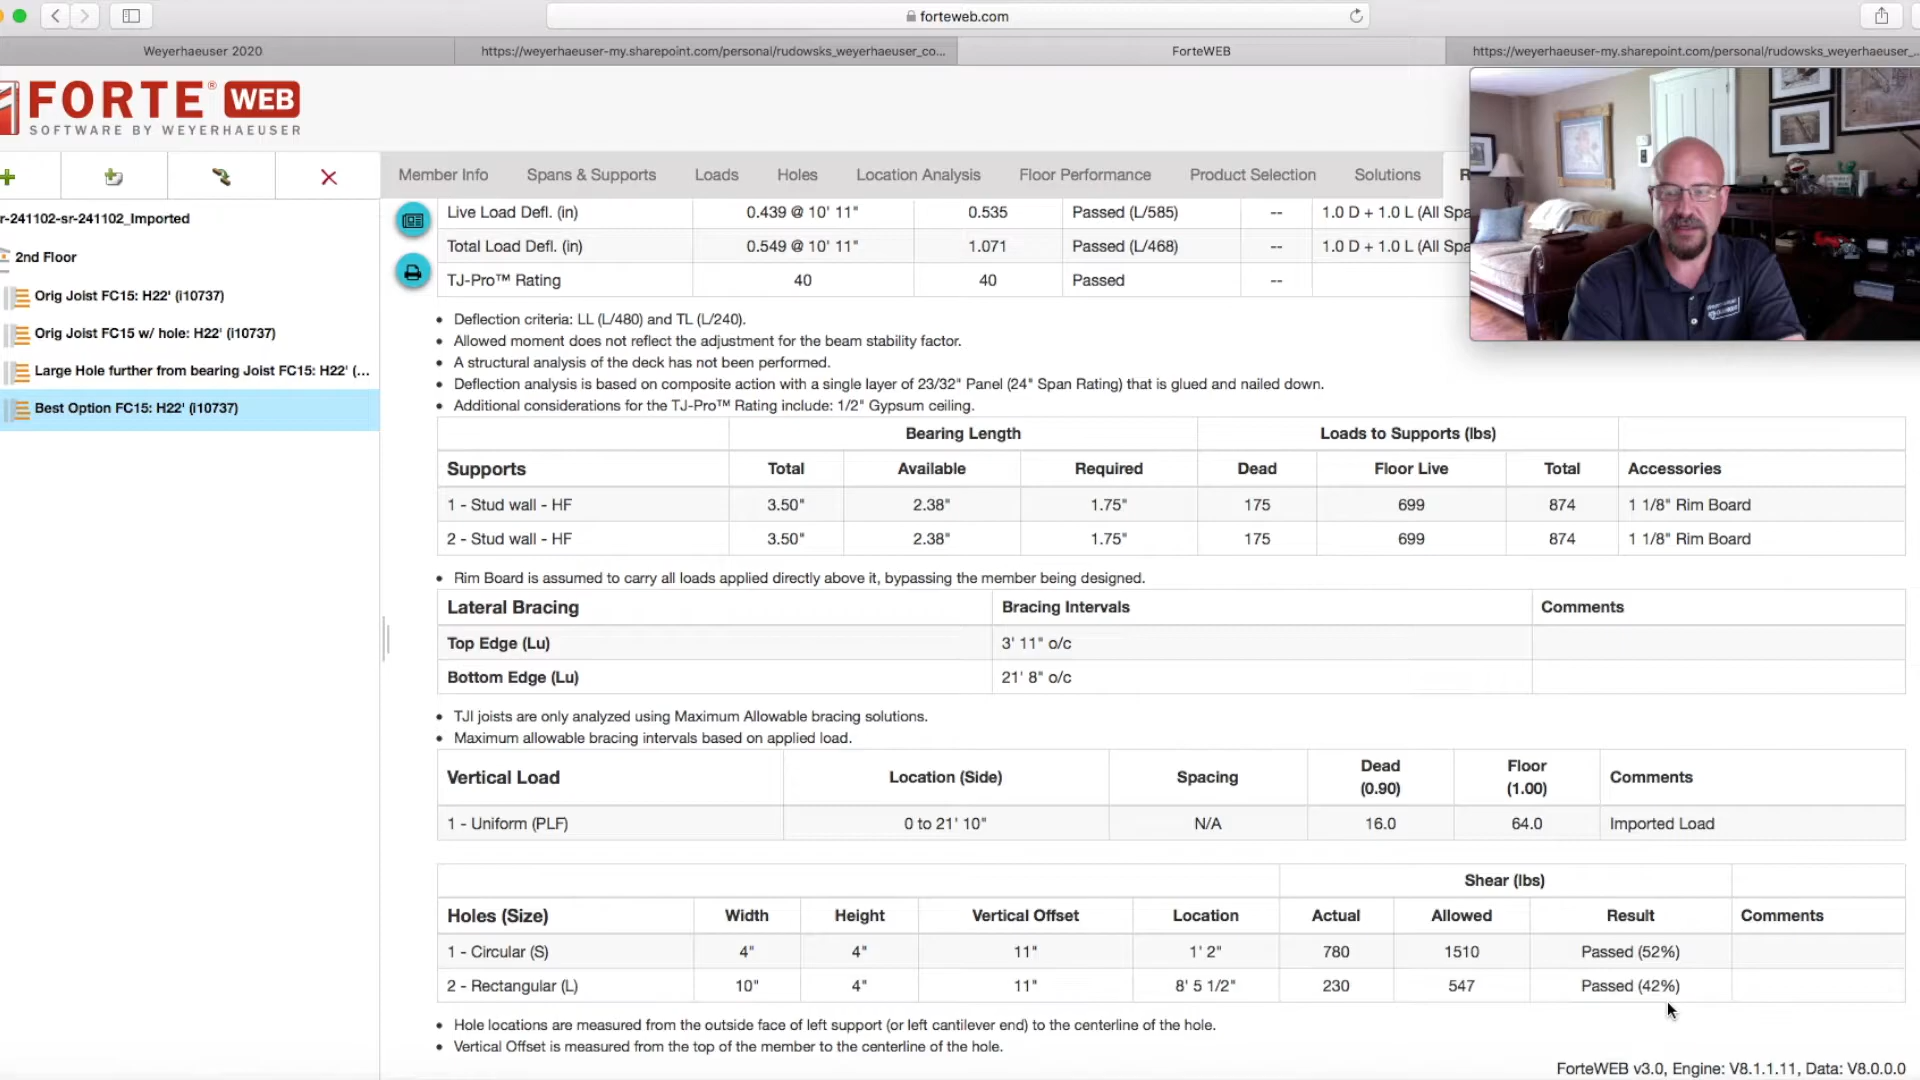 forteweb.com
Weyerhaeuser 2020
https://weyerhaeuser-my.sharepoint.com/personal/rudowsks_weyerhaeuser_co...
ForteWEB
https://weyerhaeuser-my.sharepoint.com/personal/rudowsks_weyerhaeuser_...
FORTE® WEB
SOFTWARE BY WEYERHAEUSER
Member Info Spans & Supports Loads Holes Location Analysis Floor Performance Product Selection Solutions R
r-241102-sr-241102_Imported
2nd Floor
Orig Joist FC15: H22' (i10737)
Orig Joist FC15 w/ hole: H22' (i10737)
Large Hole further from bearing Joist FC15: H22' (...
Best Option FC15: H22' (i10737)
Live Load Defl. (in) 0.439 @ 10' 11" 0.535 Passed (L/585) -- 1.0 D + 1.0 L (All Spa
Total Load Defl. (in) 0.549 @ 10' 11" 1.071 Passed (L/468) -- 1.0 D + 1.0 L (All Spa
TJ-Pro™ Rating 40 40 Passed --
• Deflection criteria: LL (L/480) and TL (L/240).
• Allowed moment does not reflect the adjustment for the beam stability factor.
• A structural analysis of the deck has not been performed.
• Deflection analysis is based on composite action with a single layer of 23/32" Panel (24" Span Rating) that is glued and nailed down.
• Additional considerations for the TJ-Pro™ Rating include: 1/2" Gypsum ceiling.
Bearing Length Loads to Supports (lbs)
Supports Total Available Required Dead Floor Live Total Accessories
1 - Stud wall - HF 3.50" 2.38" 1.75" 175 699 874 1 1/8" Rim Board
2 - Stud wall - HF 3.50" 2.38" 1.75" 175 699 874 1 1/8" Rim Board
• Rim Board is assumed to carry all loads applied directly above it, bypassing the member being designed.
Lateral Bracing Bracing Intervals Comments
Top Edge (Lu) 3' 11" o/c
Bottom Edge (Lu) 21' 8" o/c
• TJI joists are only analyzed using Maximum Allowable bracing solutions.
• Maximum allowable bracing intervals based on applied load.
Vertical Load Location (Side) Spacing Dead (0.90) Floor (1.00) Comments
1 - Uniform (PLF) 0 to 21' 10" N/A 16.0 64.0 Imported Load
Shear (lbs)
Holes (Size) Width Height Vertical Offset Location Actual Allowed Result Comments
1 - Circular (S) 4" 4" 11" 1' 2" 780 1510 Passed (52%)
2 - Rectangular (L) 10" 4" 11" 8' 5 1/2" 230 547 Passed (42%)
• Hole locations are measured from the outside face of left support (or left cantilever end) to the centerline of the hole.
• Vertical Offset is measured from the top of the member to the centerline of the hole.
ForteWEB v3.0, Engine: V8.1.1.11, Data: V8.0.0.0